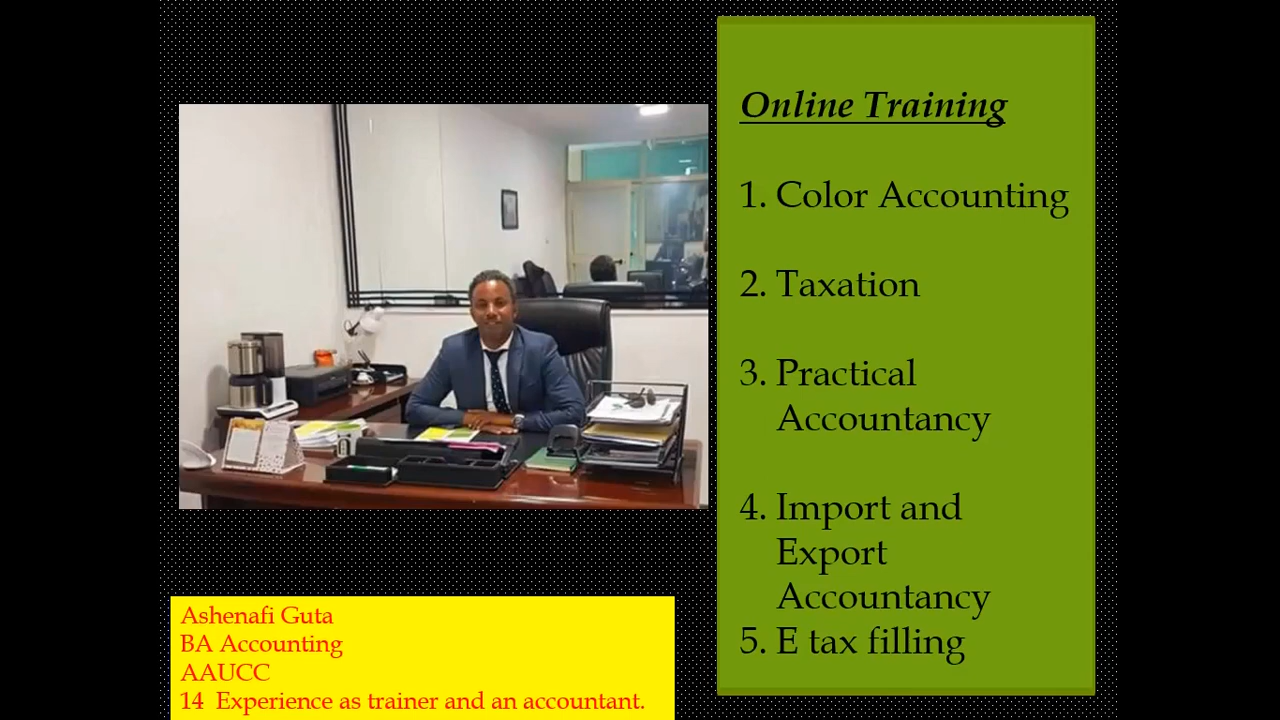 Online Training
1. Color Accounting
2. Taxation
3. Practical
Accountancy
4. Import and
Export
Accountancy
5. E tax filling
Ashenafi Guta
BA Accounting
AAUCC
14 Experience as trainer and an accountant.